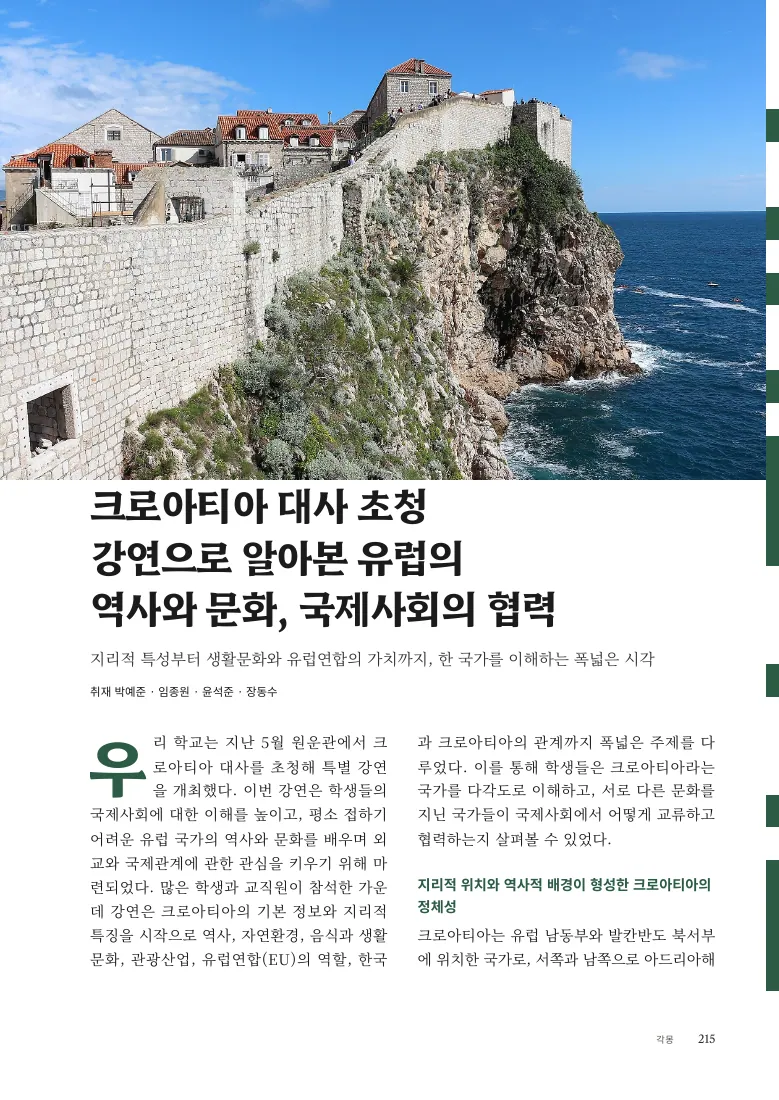 크로아티아 대사 초청
강연으로 알아본 유럽의
역사와 문화, 국제사회의 협력
지리적 특성부터 생활문화와 유럽연합의 가치까지, 한 국가를 이해하는 폭넓은 시각
취재 박예준 · 임종원 · 윤석준 · 장동수
우리 학교는 지난 5월 원운관에서 크
로아티아 대사를 초청해 특별 강연
을 개최했다. 이번 강연은 학생들의
국제사회에 대한 이해를 높이고, 평소 접하기
어려운 유럽 국가의 역사와 문화를 배우며 외
교와 국제관계에 관한 관심을 키우기 위해 마
련되었다. 많은 학생과 교직원이 참석한 가운
데 강연은 크로아티아의 기본 정보와 지리적
특징을 시작으로 역사, 자연환경, 음식과 생활
문화, 관광산업, 유럽연합(EU)의 역할, 한국
과 크로아티아의 관계까지 폭넓은 주제를 다
루었다. 이를 통해 학생들은 크로아티아라는
국가를 다각도로 이해하고, 서로 다른 문화를
지닌 국가들이 국제사회에서 어떻게 교류하고
협력하는지 살펴볼 수 있었다.
지리적 위치와 역사적 배경이 형성한 크로아티아의
정체성
크로아티아는 유럽 남동부와 발칸반도 북서부
에 위치한 국가로, 서쪽과 남쪽으로 아드리아해
각몽 215